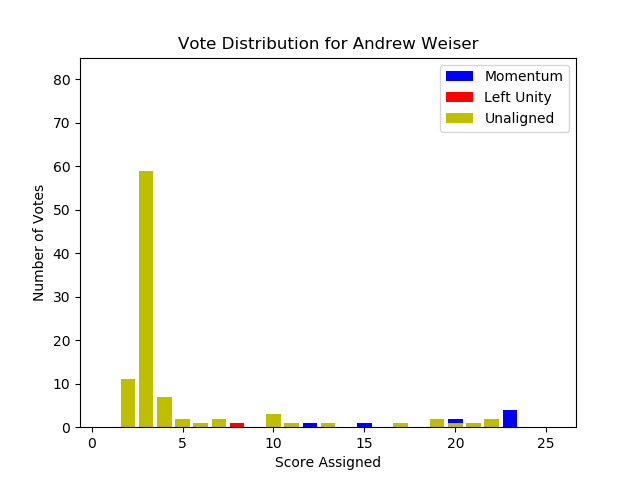 Vote Distribution for Andrew Weiser
Momentum
Left Unity
Unaligned
80
70
60
50
40
30
20
10
0
Number of Votes
0 5 10 15 20 25
Score Assigned